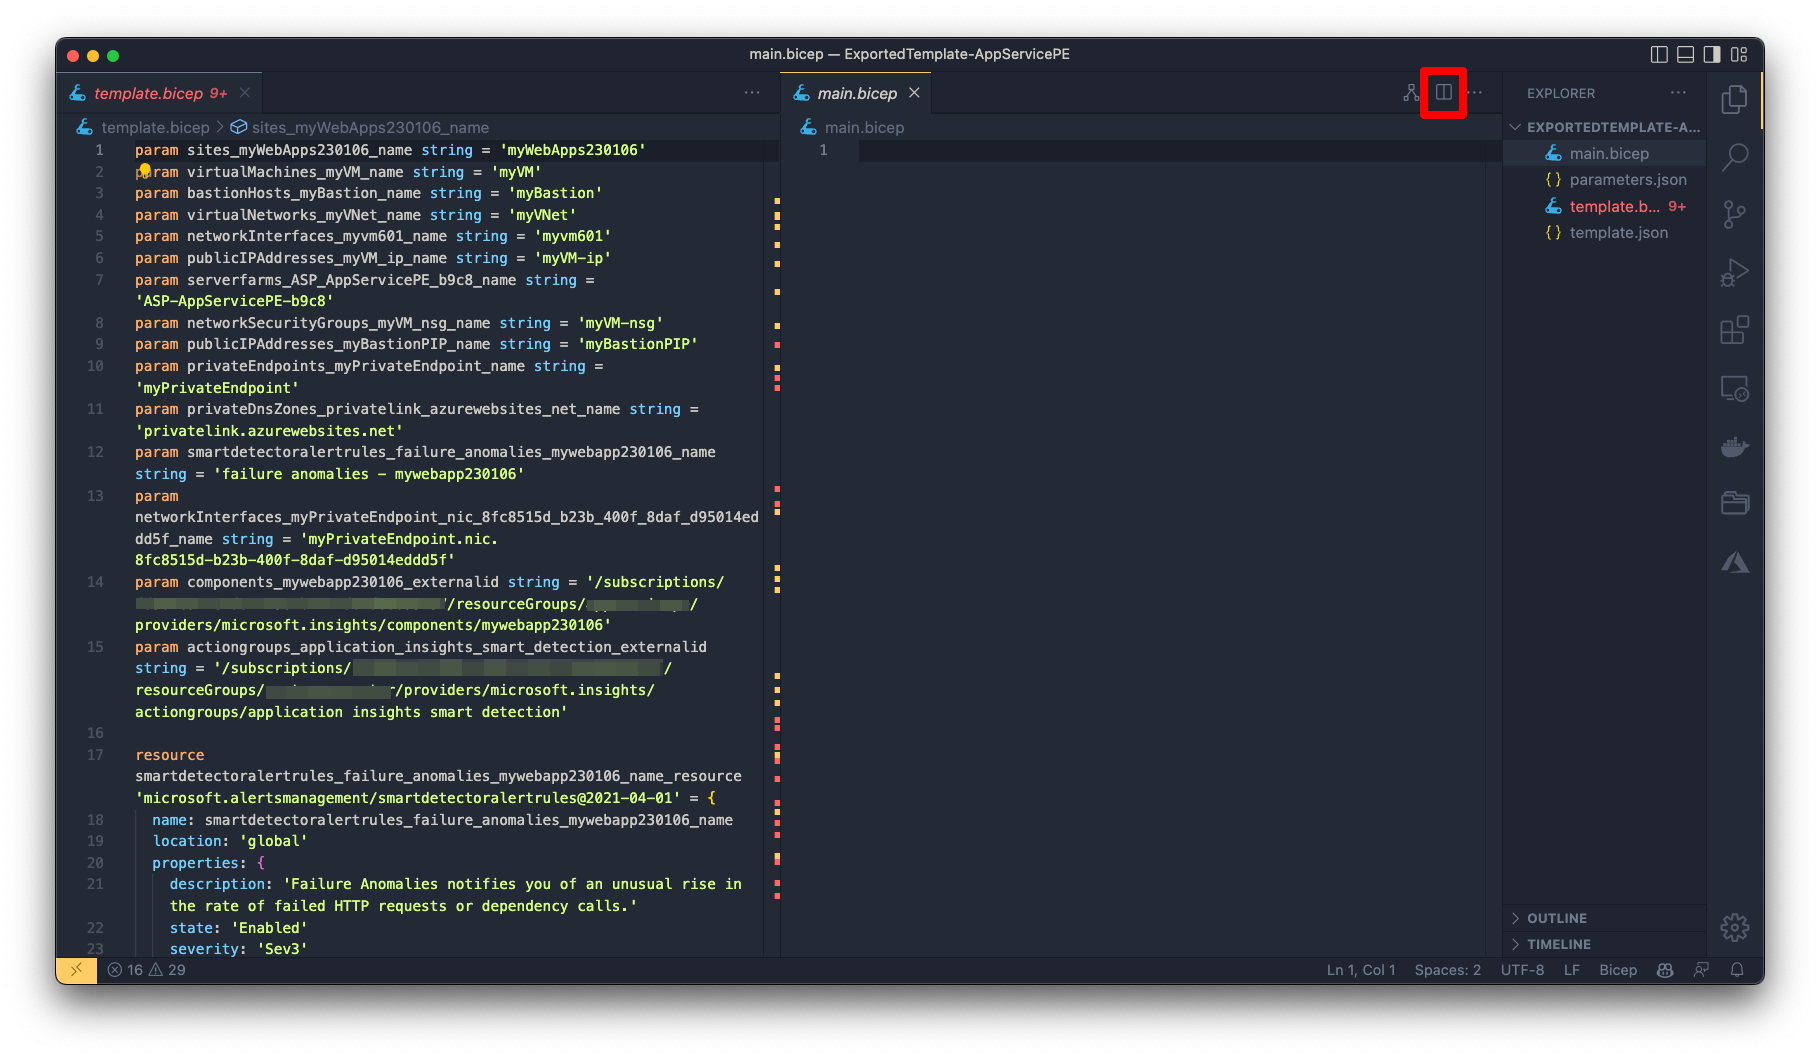 main.bicep — ExportedTemplate-AppServicePE
template.bicep 9+
template.bicep > sites_myWebApps230106_name
1 param sites_myWebApps230106_name string = 'myWebApps230106'
2 param virtualMachines_myVM_name string = 'myVM'
3 param bastionHosts_myBastion_name string = 'myBastion'
4 param virtualNetworks_myVNet_name string = 'myVNet'
5 param networkInterfaces_myvm601_name string = 'myvm601'
6 param publicIPAddresses_myVM_ip_name string = 'myVM-ip'
7 param serverfarms_ASP_AppServicePE_b9c8_name string =
'ASP-AppServicePE-b9c8'
8 param networkSecurityGroups_myVM_nsg_name string = 'myVM-nsg'
9 param publicIPAddresses_myBastionPIP_name string = 'myBastionPIP'
10 param privateEndpoints_myPrivateEndpoint_name string =
'myPrivateEndpoint'
11 param privateDnsZones_privatelink_azurewebsites_net_name string =
'privatelink.azurewebsites.net'
12 param smartdetectoralertrules_failure_anomalies_mywebapp230106_name
string = 'failure anomalies - mywebapp230106'
13 param
networkInterfaces_myPrivateEndpoint_nic_8fc8515d_b23b_400f_8daf_d95014ed
dd5f_name string = 'myPrivateEndpoint.nic.
8fc8515d-b23b-400f-8daf-d95014eddd5f'
14 param components_mywebapp230106_externalid string = '/subscriptions/
/resourceGroups/ /
providers/microsoft.insights/components/mywebapp230106'
15 param actiongroups_application_insights_smart_detection_externalid
string = '/subscriptions/ /
resourceGroups/ /providers/microsoft.insights/
actiongroups/application insights smart detection'
16
17 resource
smartdetectoralertrules_failure_anomalies_mywebapp230106_name_resource
'microsoft.alertsmanagement/smartdetectoralertrules@2021-04-01' = {
18 name: smartdetectoralertrules_failure_anomalies_mywebapp230106_name
19 location: 'global'
20 properties: {
21 description: 'Failure Anomalies notifies you of an unusual rise in
the rate of failed HTTP requests or dependency calls.'
22 state: 'Enabled'
23 severity: 'Sev3'
main.bicep
main.bicep
1
EXPLORER
EXPORTEDTEMPLATE-A...
main.bicep
{} parameters.json
template.b... 9+
{} template.json
OUTLINE
TIMELINE
16 29
Ln 1, Col 1 Spaces: 2 UTF-8 LF Bicep